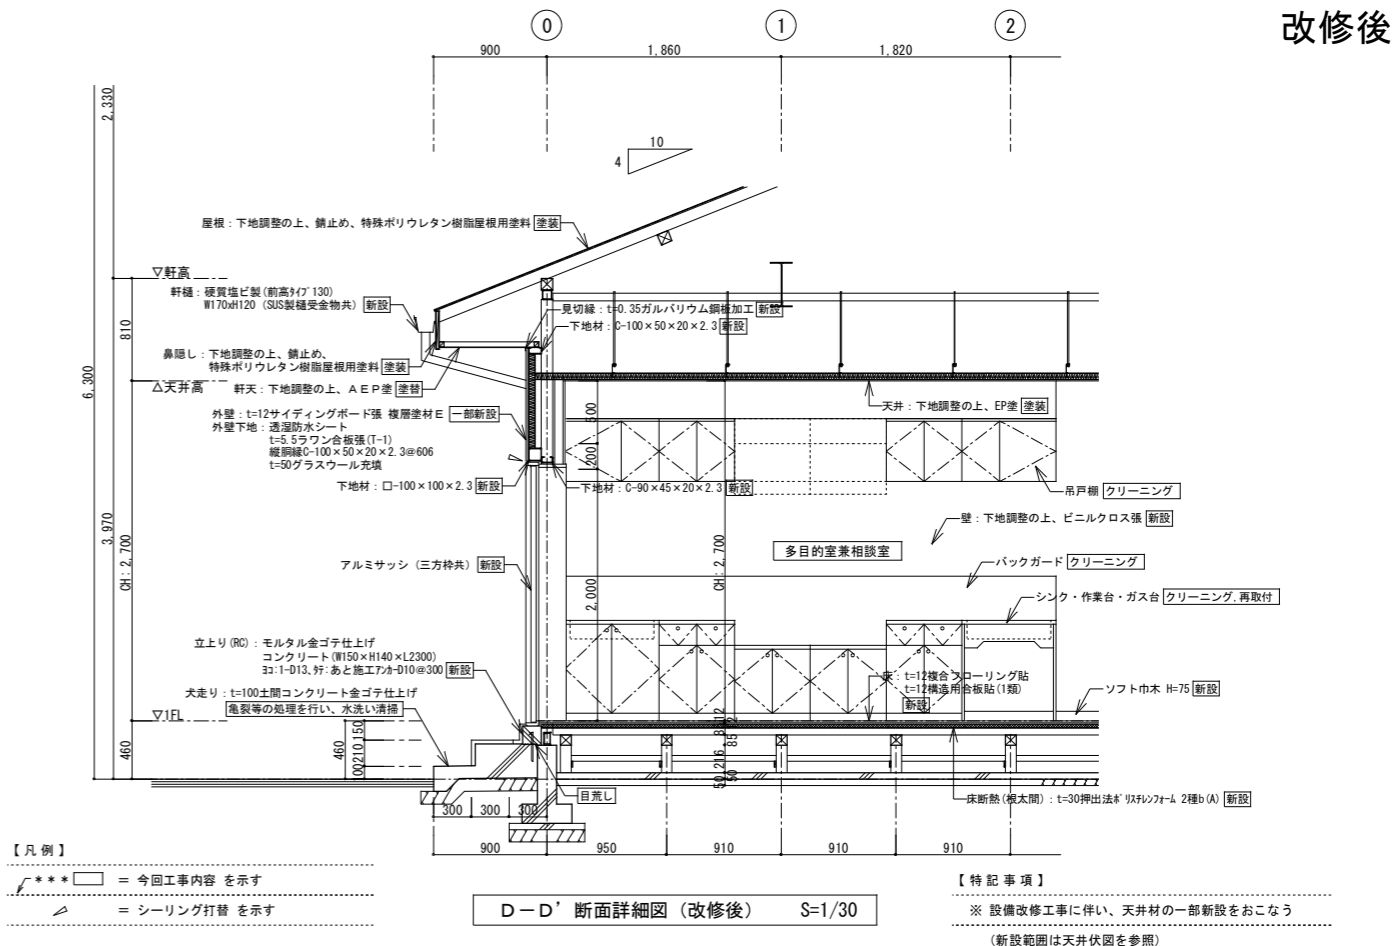 改修後
0
1
2
900
1,860
1,820
2,330
10
4
屋根：下地調整の上、錆止め、特殊ポリウレタン樹脂屋根用塗料 塗装
▽軒高
軒樋：硬質塩ビ製(前高ﾀｲﾌﾟ130)
W170xH120 (SUS製樋受金物共) 新設
見切縁：t=0.35ガルバリウム鋼板加工 新設
下地材：C-100×50×20×2.3 新設
810
鼻隠し：下地調整の上、錆止め、
特殊ポリウレタン樹脂屋根用塗料 塗装
6,300
△天井高
軒天：下地調整の上、ＡＥＰ塗 塗替
天井：下地調整の上、EP塗 塗装
外壁：t=12サイディングボード張 複層塗材Ｅ 一部新設
外壁下地：透湿防水シート
t=5.5ラワン合板張(T-1)
縦胴縁C-100×50×20×2.3@606
t=50グラスウール充填
500
200
下地材：口-100×100×2.3 新設
下地材：C-90×45×20×2.3 新設
吊戸棚 クリーニング
壁：下地調整の上、ビニルクロス張 新設
3,970
CH:2,700
CH:2,700
多目的室兼相談室
アルミサッシ（三方枠共） 新設
バックガード クリーニング
2,000
シンク・作業台・ガス台 クリーニング,再取付
立上り(RC)：モルタル金ゴテ仕上げ
コンクリート(W150×H140×L2300)
ﾖｺ:1-D13、ﾀﾃ:あと施工ｱﾝｶｰD10@300 新設
床：t=12複合フローリング貼
t=12構造用合板貼(1類)
新設
犬走り：t=100土間コンクリート金ゴテ仕上げ
亀裂等の処理を行い、水洗い清掃
ソフト巾木 H=75 新設
▽1FL
460
460
150
210
216
50
50
目荒し
床断熱(根太間)：t=30押出法ﾎﾟﾘｽﾁﾚﾝﾌｫｰﾑ 2種b(A) 新設
300
300
300
900
950
910
910
910
【凡例】
＊＊＊ = 今回工事内容 を示す
= シーリング打替 を示す
Ｄ－Ｄ’断面詳細図（改修後） S=1/30
【特記事項】
※ 設備改修工事に伴い、天井材の一部新設をおこなう
（新設範囲は天井伏図を参照）